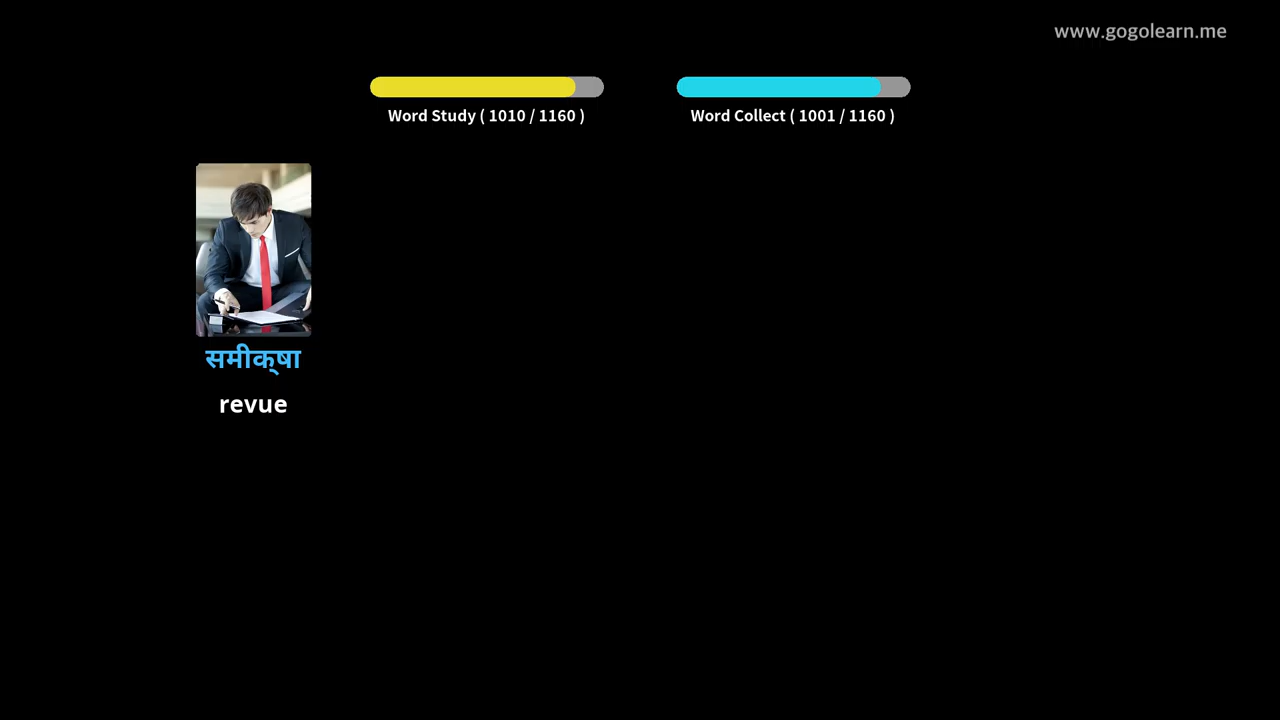 www.gogolearn.me
Word Study ( 1010 / 1160 )
Word Collect ( 1001 / 1160 )
समीक्षा
revue